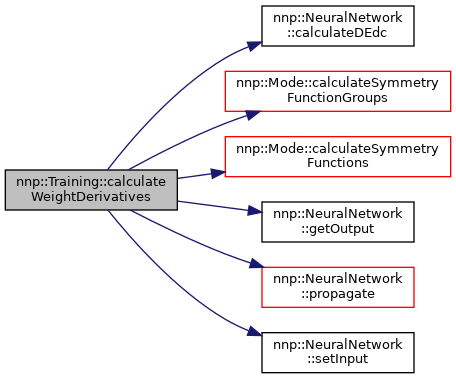 nnp::NeuralNetwork
::calculateDEdc
nnp::Mode::calculateSymmetry
FunctionGroups
nnp::Mode::calculateSymmetry
Functions
nnp::Training::calculate
WeightDerivatives
nnp::NeuralNetwork
::getOutput
nnp::NeuralNetwork
::propagate
nnp::NeuralNetwork
::setInput